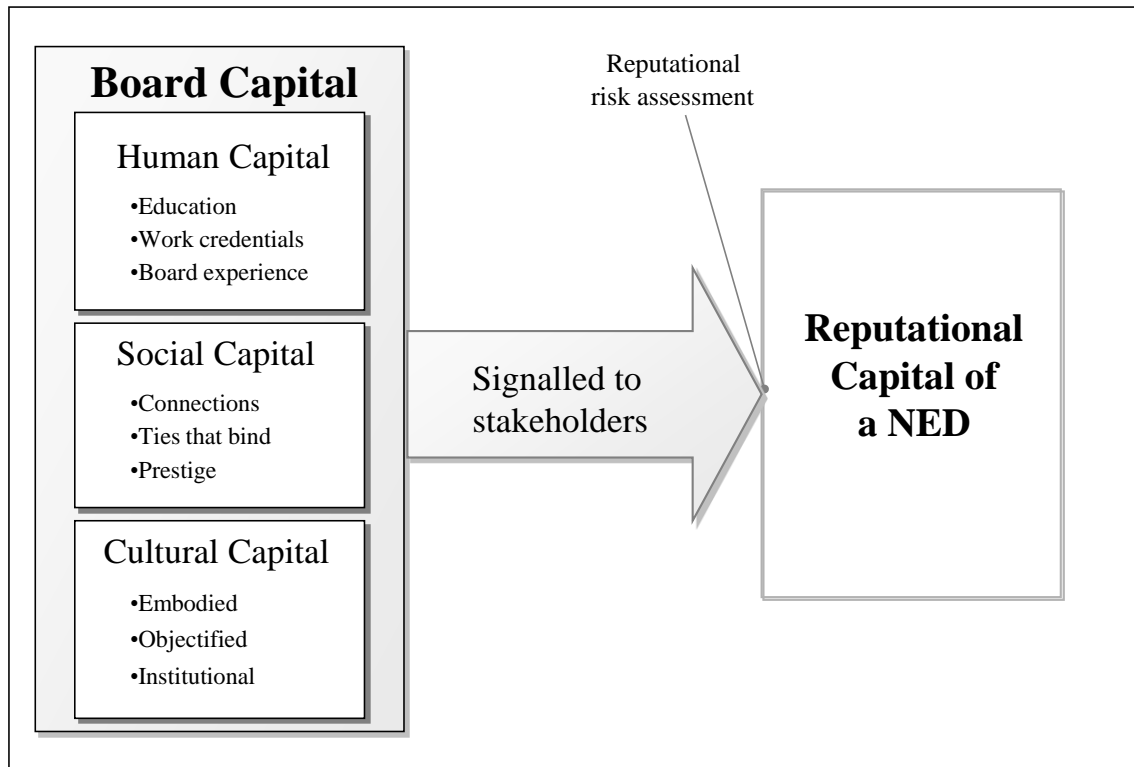 Board Capital
Human Capital
•Education
•Work credentials
•Board experience
Social Capital
•Connections
•Ties that bind
•Prestige
Cultural Capital
•Embodied
•Objectified
•Institutional
Signalled to
stakeholders
Reputational
risk assessment
Reputational
Capital of
a NED